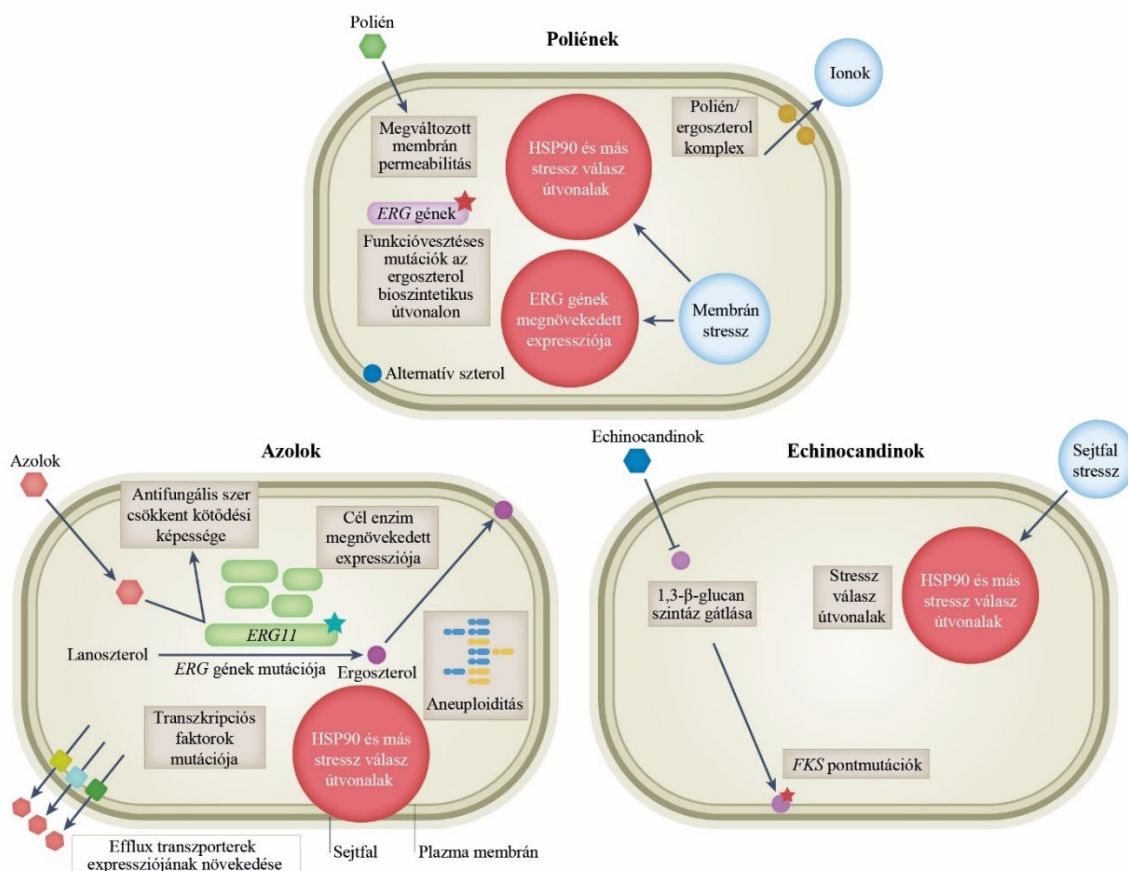 Polién
Poliének
Ionok
Megváltozott
membrán
permeabilitás
HSP90 és más
stressz válasz
útvonalak
Polién/
ergoszterol
komplex
ERG gének
Funkcióvesztéses
mutációk az
ergoszterol
bioszintetikus
útvonalon
ERG gének
megnövekedett
expressziója
Membrán
stressz
Alternatív szterol
Azolok
Azolok
Antifungális szer
csökkent kötődési
képessége
Cél enzim
megnövekedett
expressziója
ERG11
Lanoszterol
ERG gének mutációja
Ergoszterol
Aneuploiditás
Transzkripciós
faktorok
mutációja
HSP90 és más
stressz válasz
útvonalak
Efflux transzporterek
expressziójának növekedése
Sejtfal
Plazma membrán
Echinocandinok
Echinocandinok
Sejtfal
stressz
1,3-β-glucan
szintáz gátlása
Stressz
válasz
útvonalak
HSP90 és más
stressz válasz
útvonalak
FKS pontmutációk